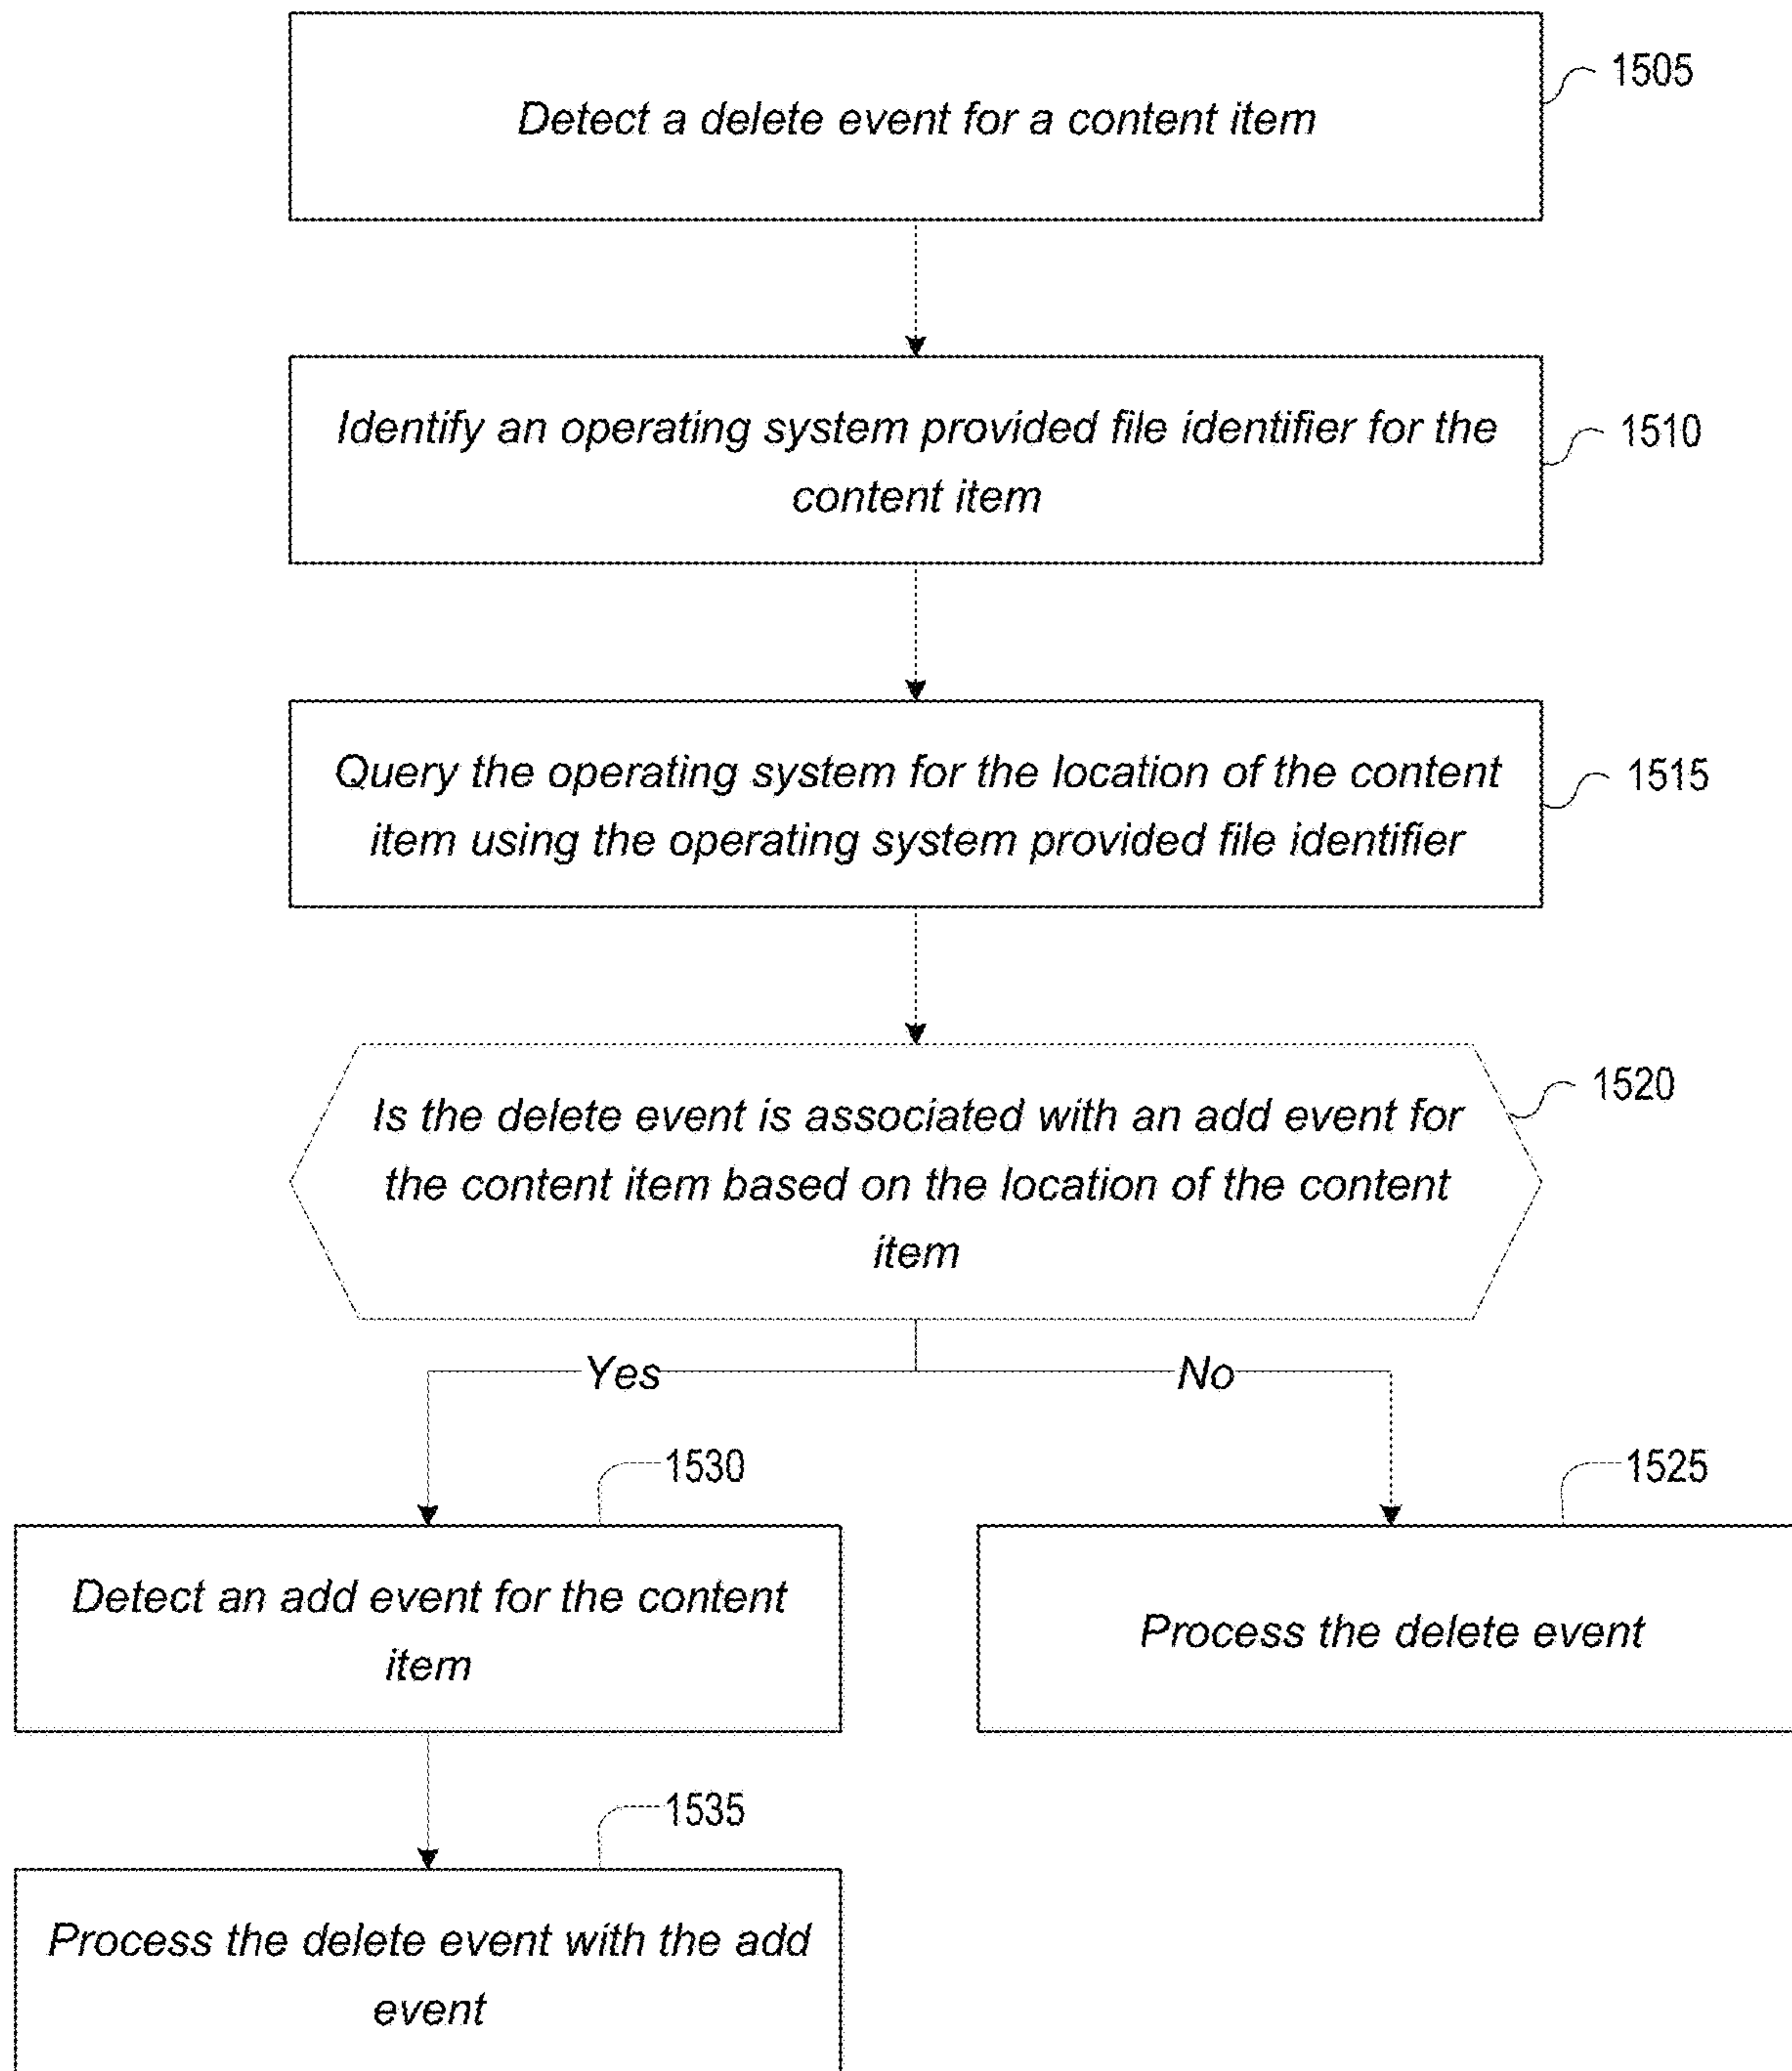 Detect a delete event for a content item
1505
Identify an operating system provided file identifier for the
content item
1510
Query the operating system for the location of the content
item using the operating system provided file identifier
1515
Is the delete event is associated with an add event for
the content item based on the location of the content
item
1520
Yes
No
1530
1525
Detect an add event for the content
item
Process the delete event
1535
Process the delete event with the add
event